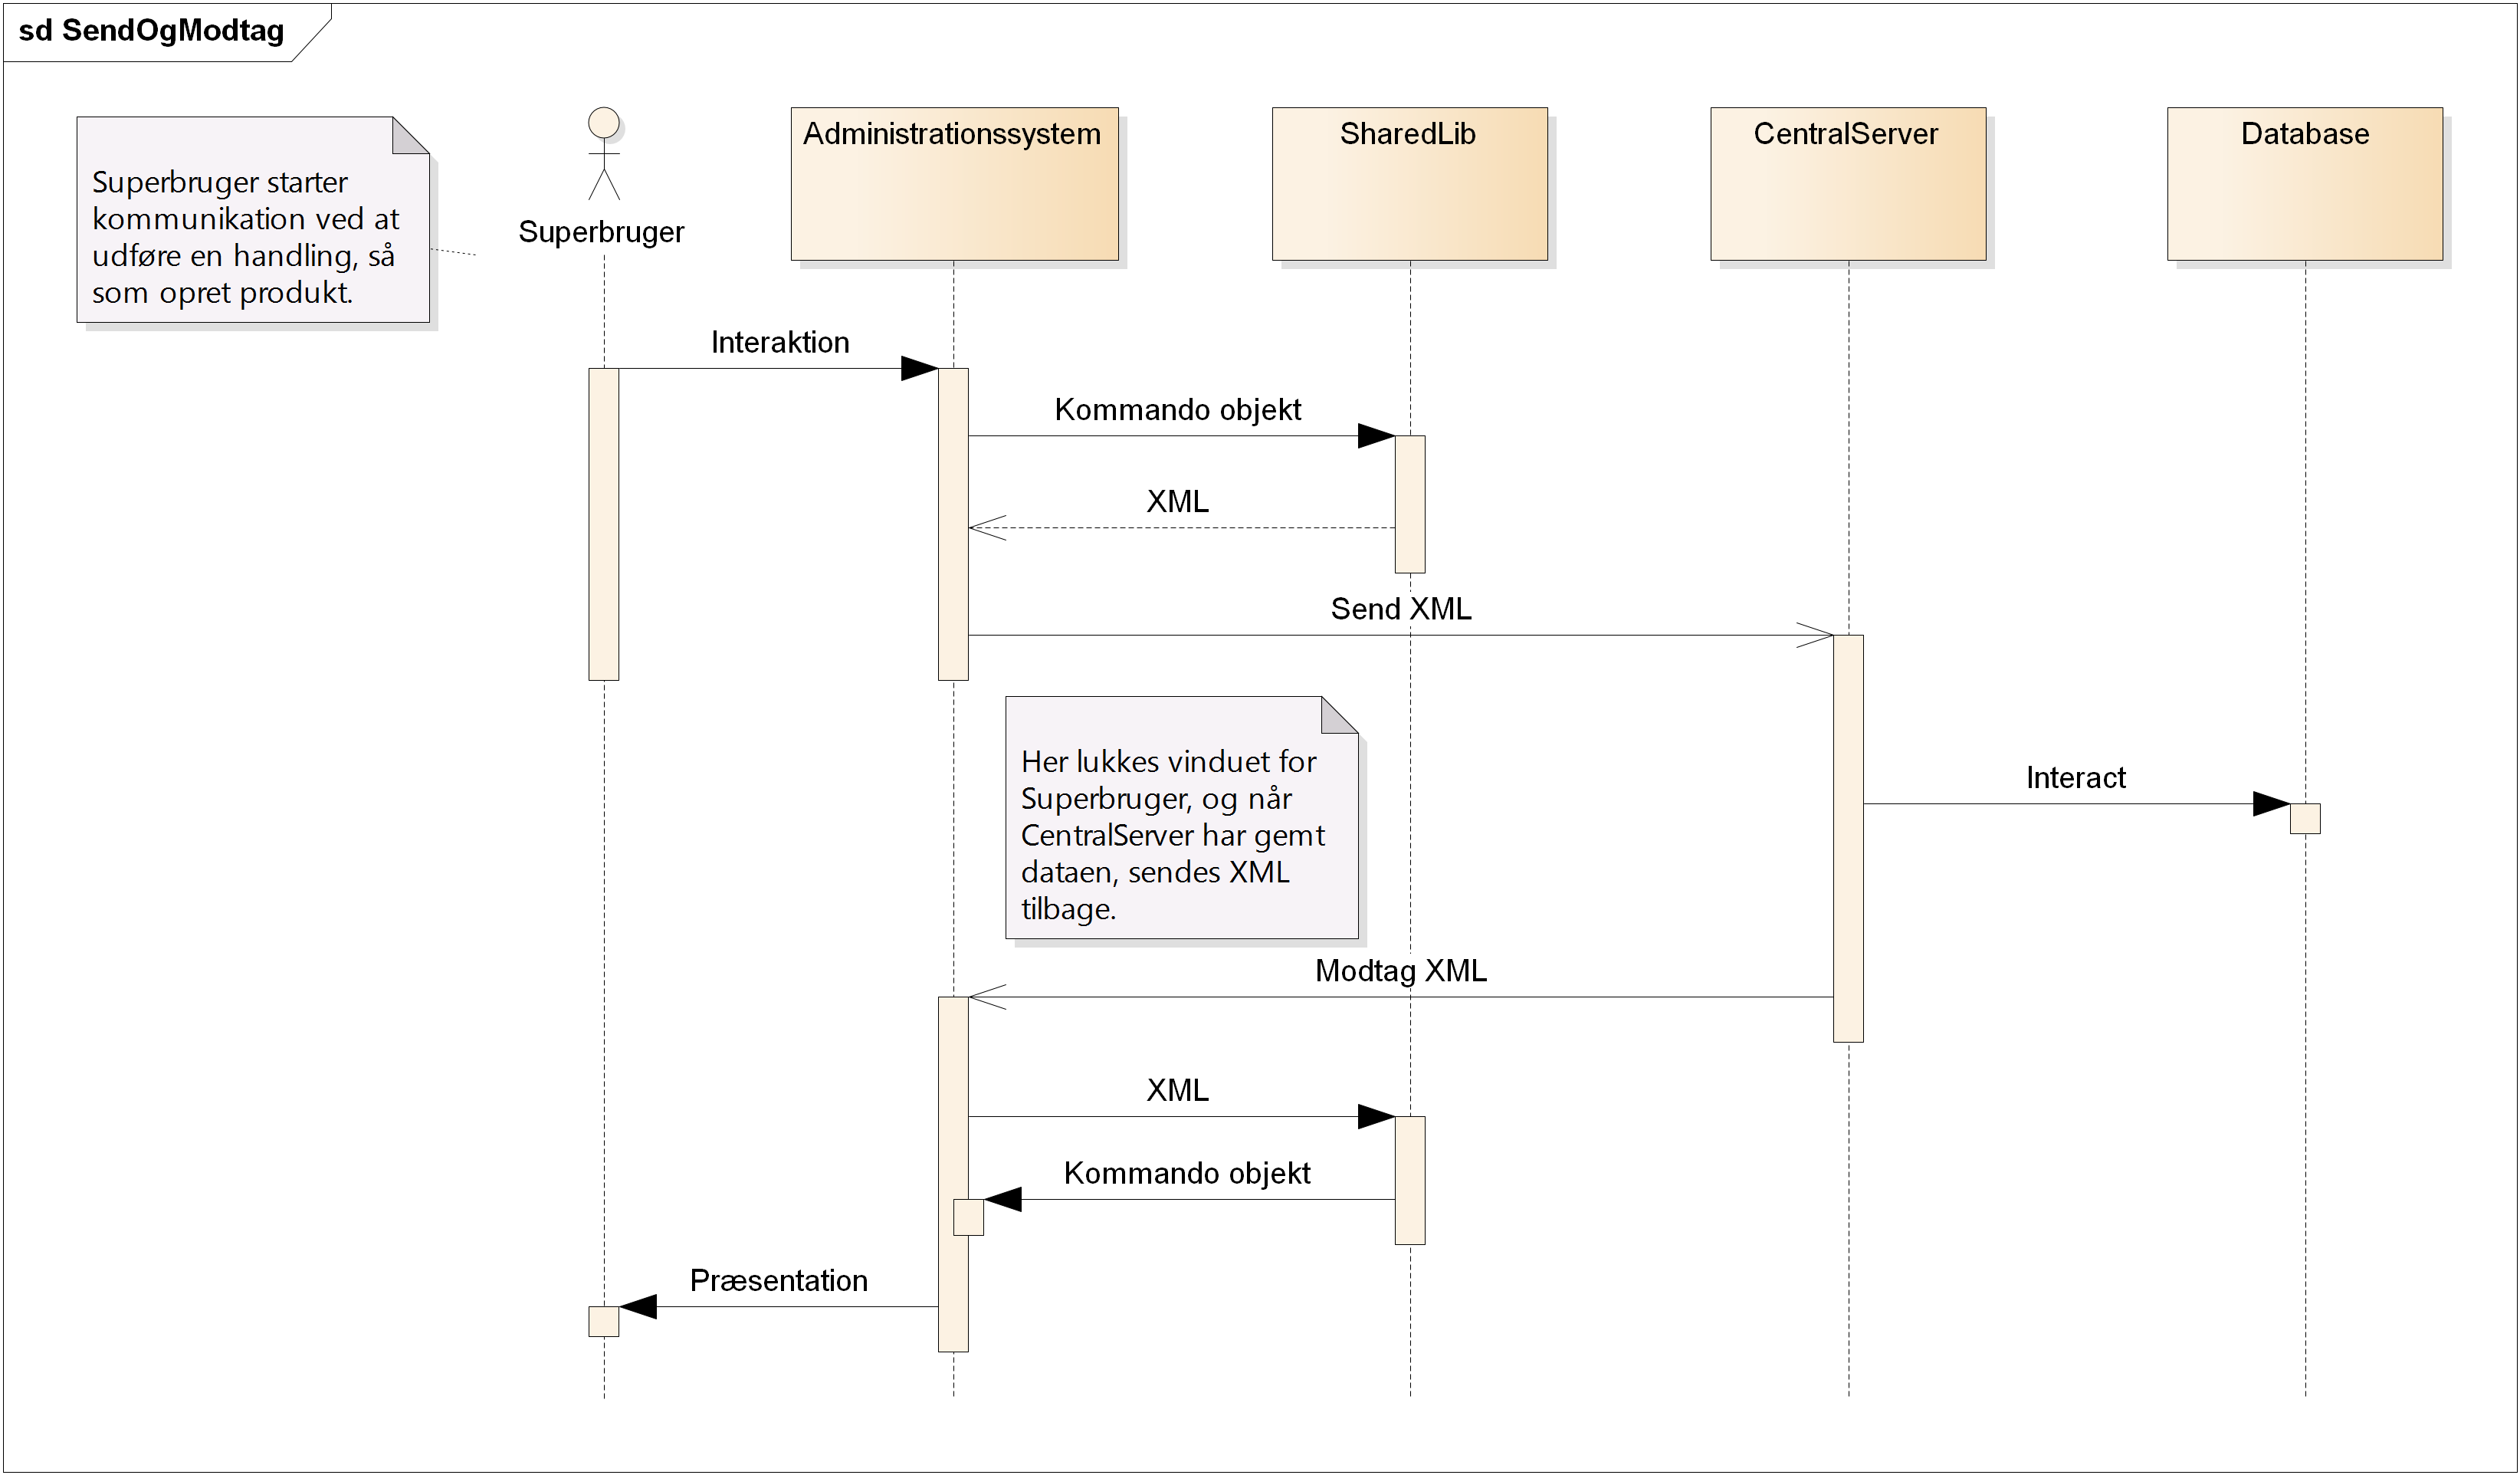 sd SendOgModtag
Superbruger starter
kommunikation ved at
udføre en handling, så
som opret produkt.
Superbruger
Administrationssystem
SharedLib
CentralServer
Database
Interaktion
Kommando objekt
XML
Send XML
Her lukkes vinduet for
Superbruger, og når
CentralServer har gemt
dataen, sendes XML
tilbage.
Interact
Modtag XML
XML
Kommando objekt
Præsentation